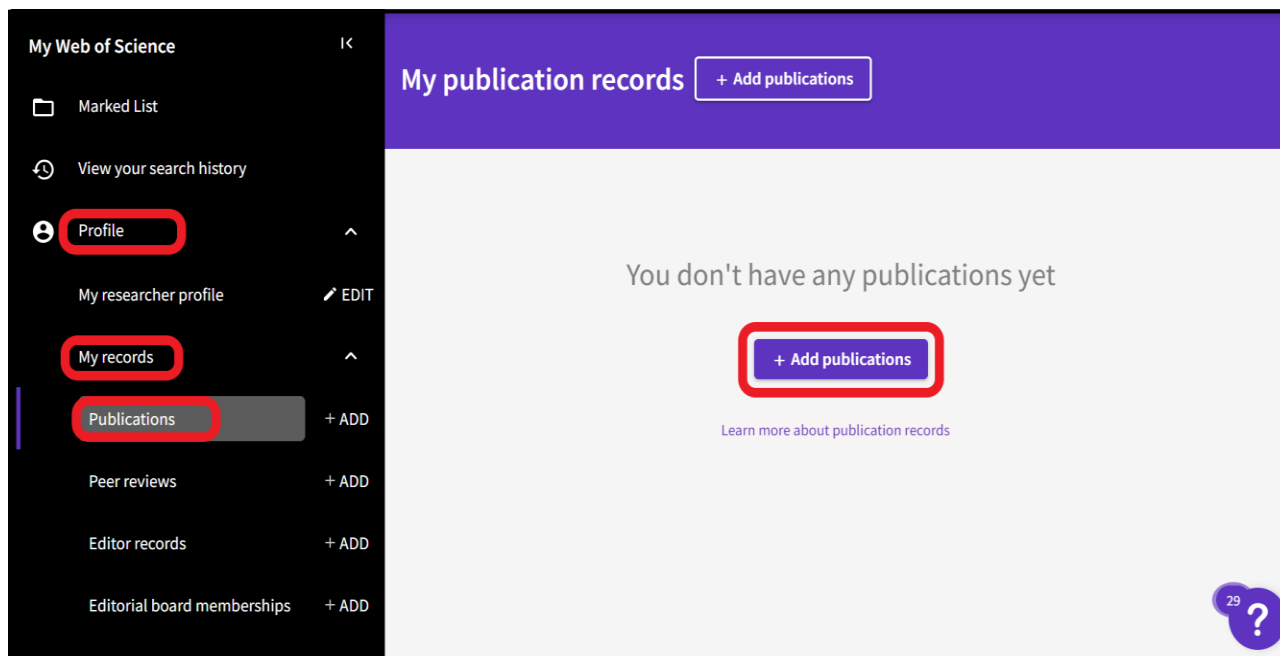 My Web of Science
Marked List
View your search history
Profile
My researcher profile EDIT
My records
Publications + ADD
Peer reviews + ADD
Editor records + ADD
Editorial board memberships + ADD
My publication records + Add publications
You don't have any publications yet
+ Add publications
Learn more about publication records
29
?